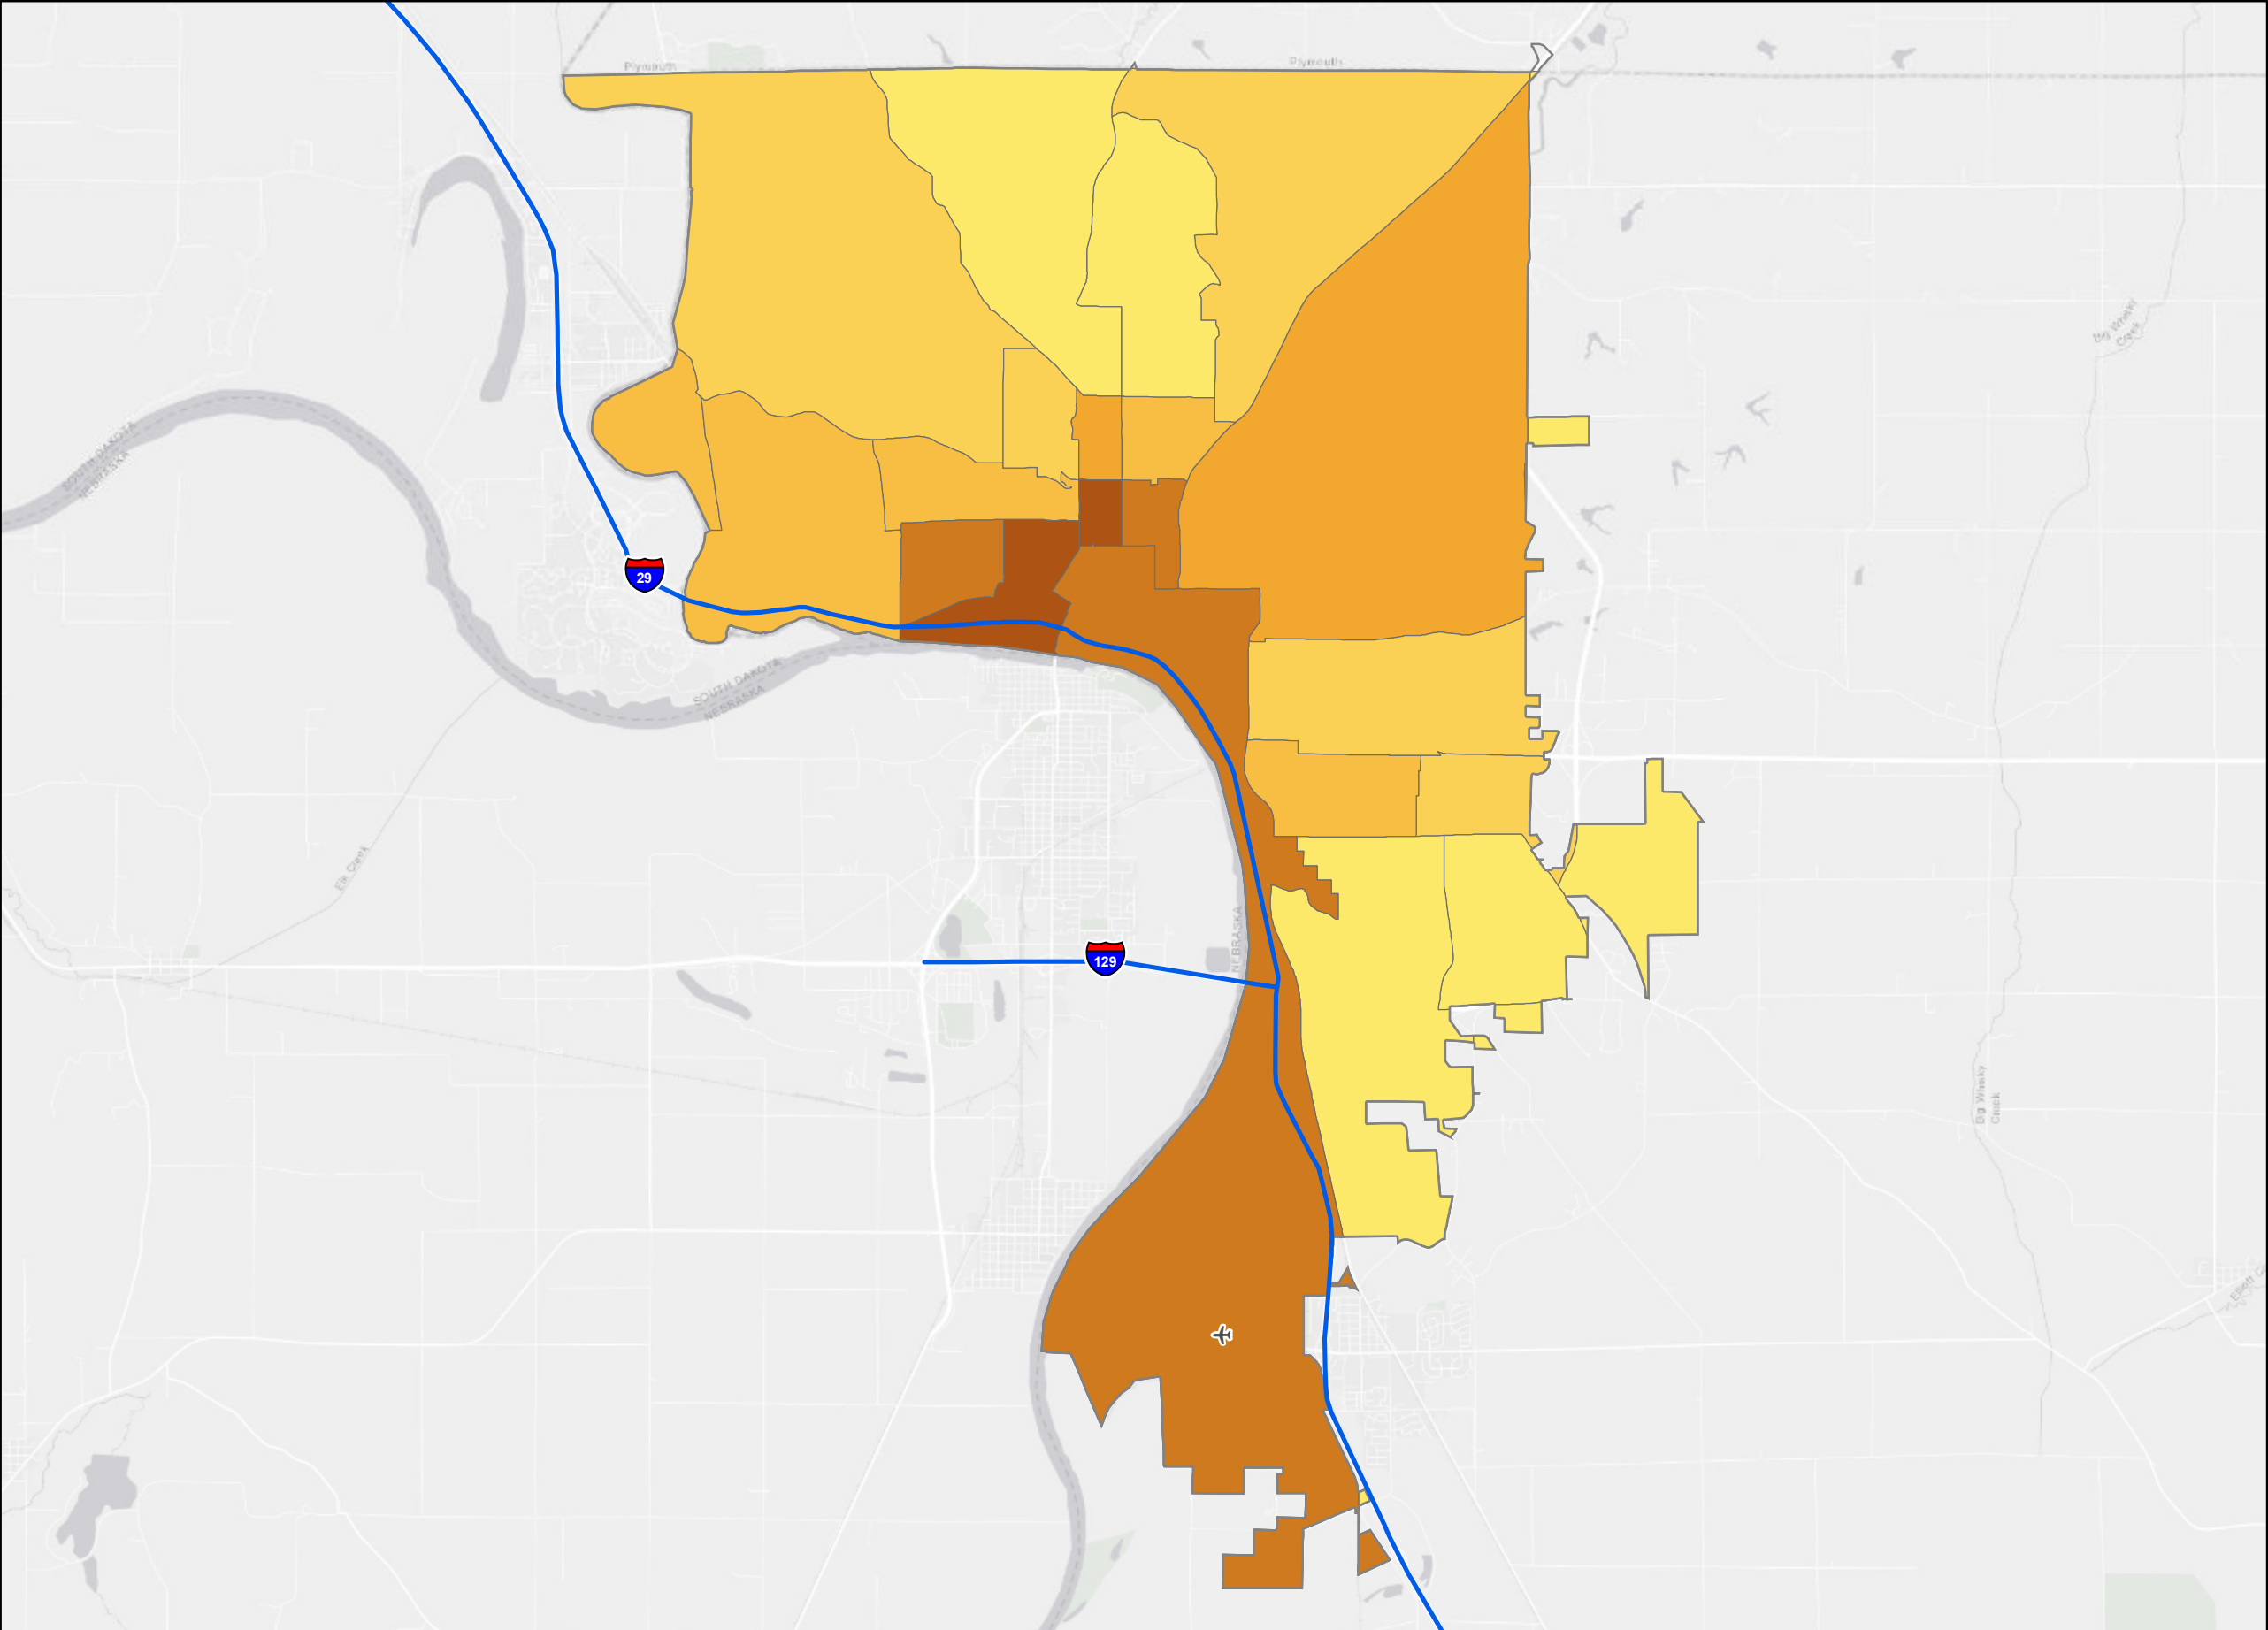 Plymouth
Plymouth
Big Whisky
Creek
SOUTH DAKOTA
NEBRASKA
29
SOUTH DAKOTA
NEBRASKA
Elk Creek
NEBRASKA
129
Big Whisky
Creek